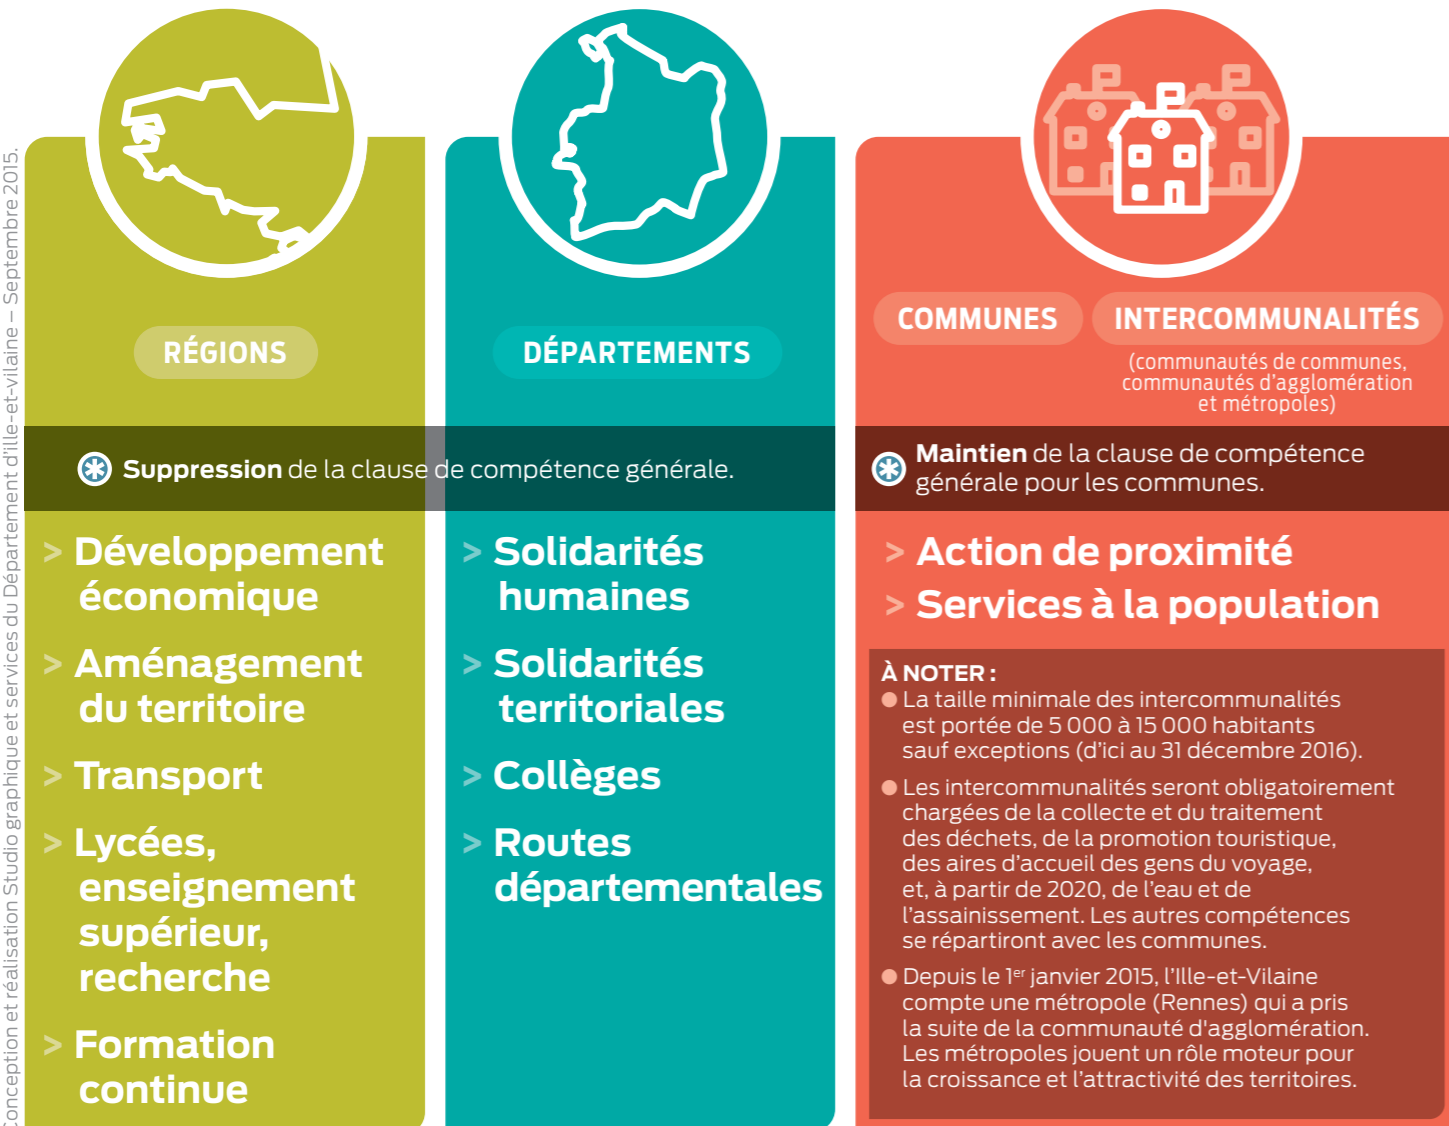 Conception et réalisation Studio graphique et services du Département d'ille-et-vilaine – Septembre 2015.
RÉGIONS
DÉPARTEMENTS
Suppression de la clause de compétence générale.
> Développement
économique
> Aménagement
du territoire
> Transport
> Lycées,
enseignement
supérieur,
recherche
> Formation
continue
> Solidarités
humaines
> Solidarités
territoriales
> Collèges
> Routes
départementales
COMMUNES
INTERCOMMUNALITÉS
(communautés de communes,
communautés d'agglomération
et métropoles)
Maintien de la clause de compétence
générale pour les communes.
> Action de proximité
> Services à la population
À NOTER :
● La taille minimale des intercommunalités
est portée de 5 000 à 15 000 habitants
sauf exceptions (d'ici au 31 décembre 2016).
● Les intercommunalités seront obligatoirement
chargées de la collecte et du traitement
des déchets, de la promotion touristique,
des aires d'accueil des gens du voyage,
et, à partir de 2020, de l'eau et de
l'assainissement. Les autres compétences
se répartiront avec les communes.
● Depuis le 1er janvier 2015, l'Ille-et-Vilaine
compte une métropole (Rennes) qui a pris
la suite de la communauté d'agglomération.
Les métropoles jouent un rôle moteur pour
la croissance et l'attractivité des territoires.